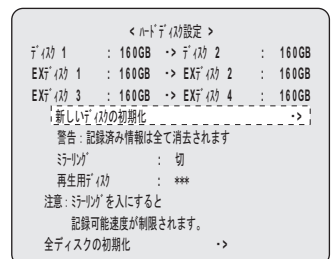 < ﾊｰﾄﾞﾃﾞｨｽｸ設定 >
ﾃﾞｨｽｸ 1 : 160GB -> ﾃﾞｨｽｸ 2 : 160GB
EXﾃﾞｨｽｸ 1 : 160GB -> EXﾃﾞｨｽｸ 2 : 160GB
EXﾃﾞｨｽｸ 3 : 160GB -> EXﾃﾞｨｽｸ 4 : 160GB
新しいﾃﾞｨｽｸの初期化 ->
警告：記録済み情報は全て消去されます
ﾐﾗｰﾘﾝｸﾞ : 切
再生用ﾃﾞｨｽｸ : ***
注意：ﾐﾗｰﾘﾝｸﾞを入にすると
記録可能速度が制限されます。
全ディスクの初期化 ->